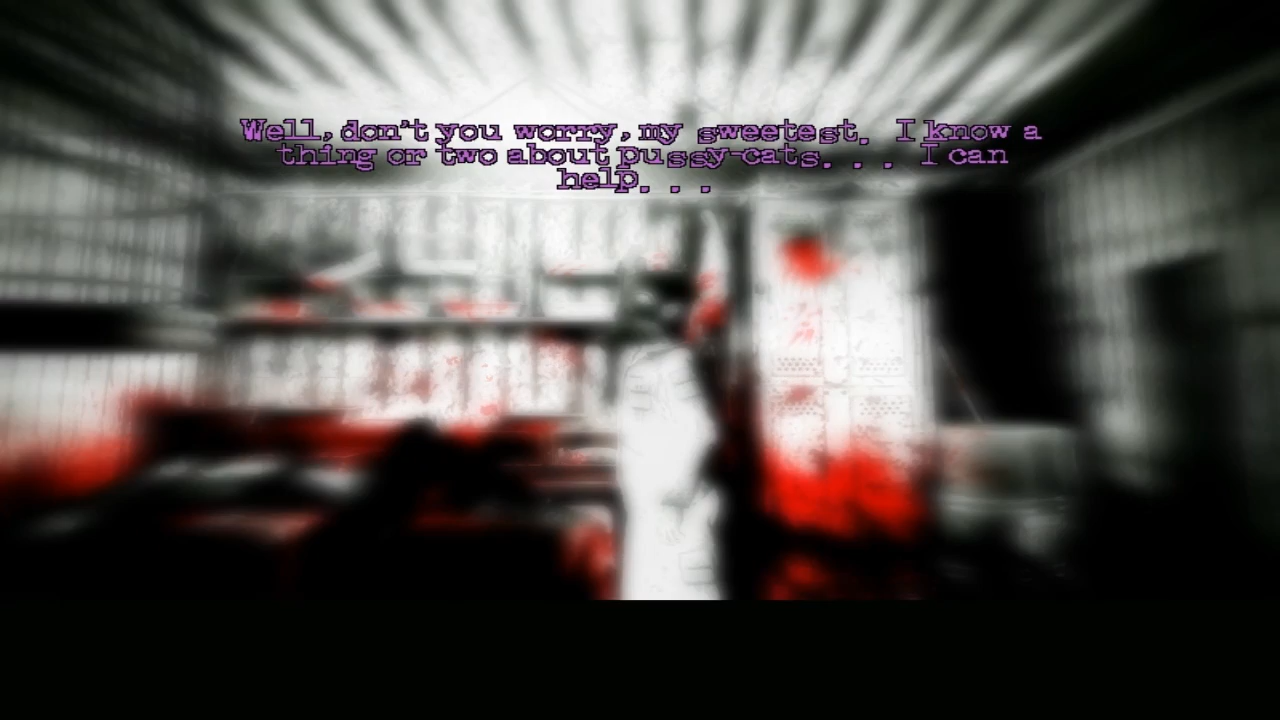 Well, don't you worry, my sweetest. I know a
thing or two about pussy-cats. . . I can
help. . .